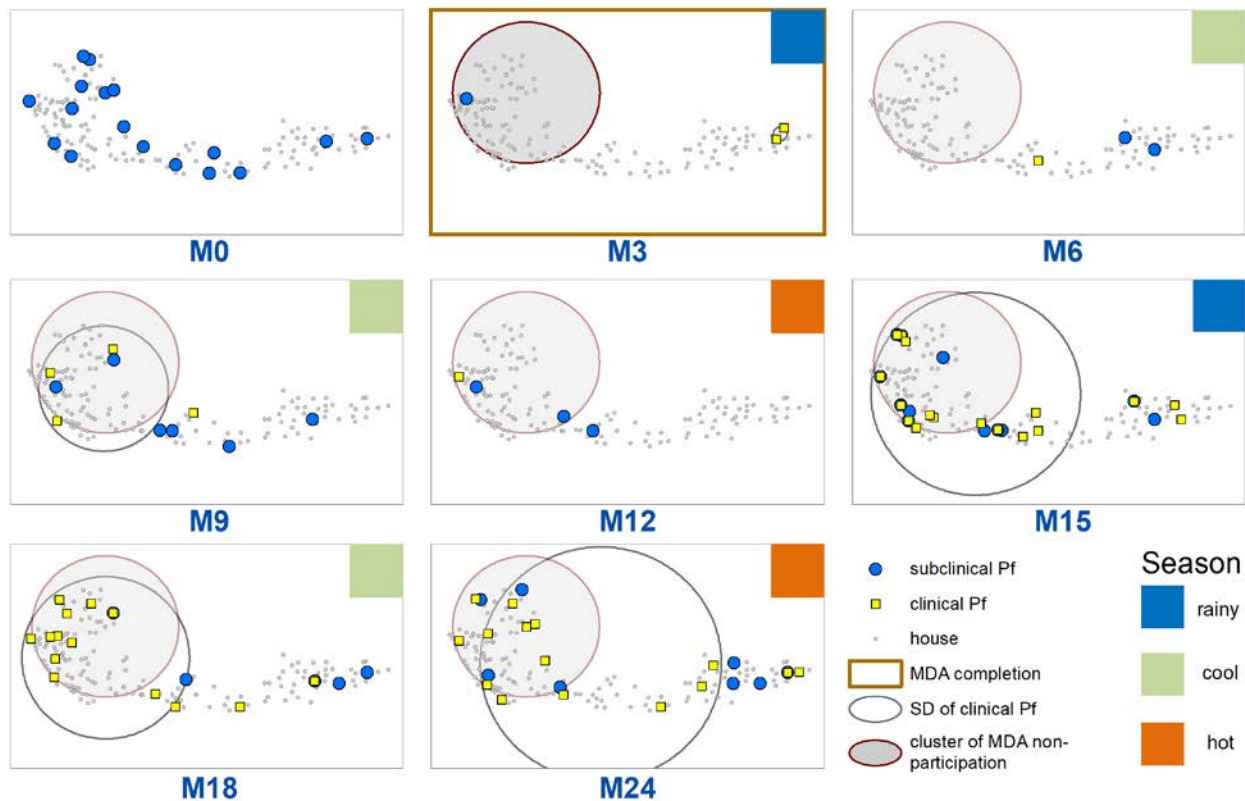 M0
M3
M6
M9
M12
M15
M18
M24
subclinical Pf
clinical Pf
house
MDA completion
SD of clinical Pf
cluster of MDA non-
participation
Season
rainy
cool
hot